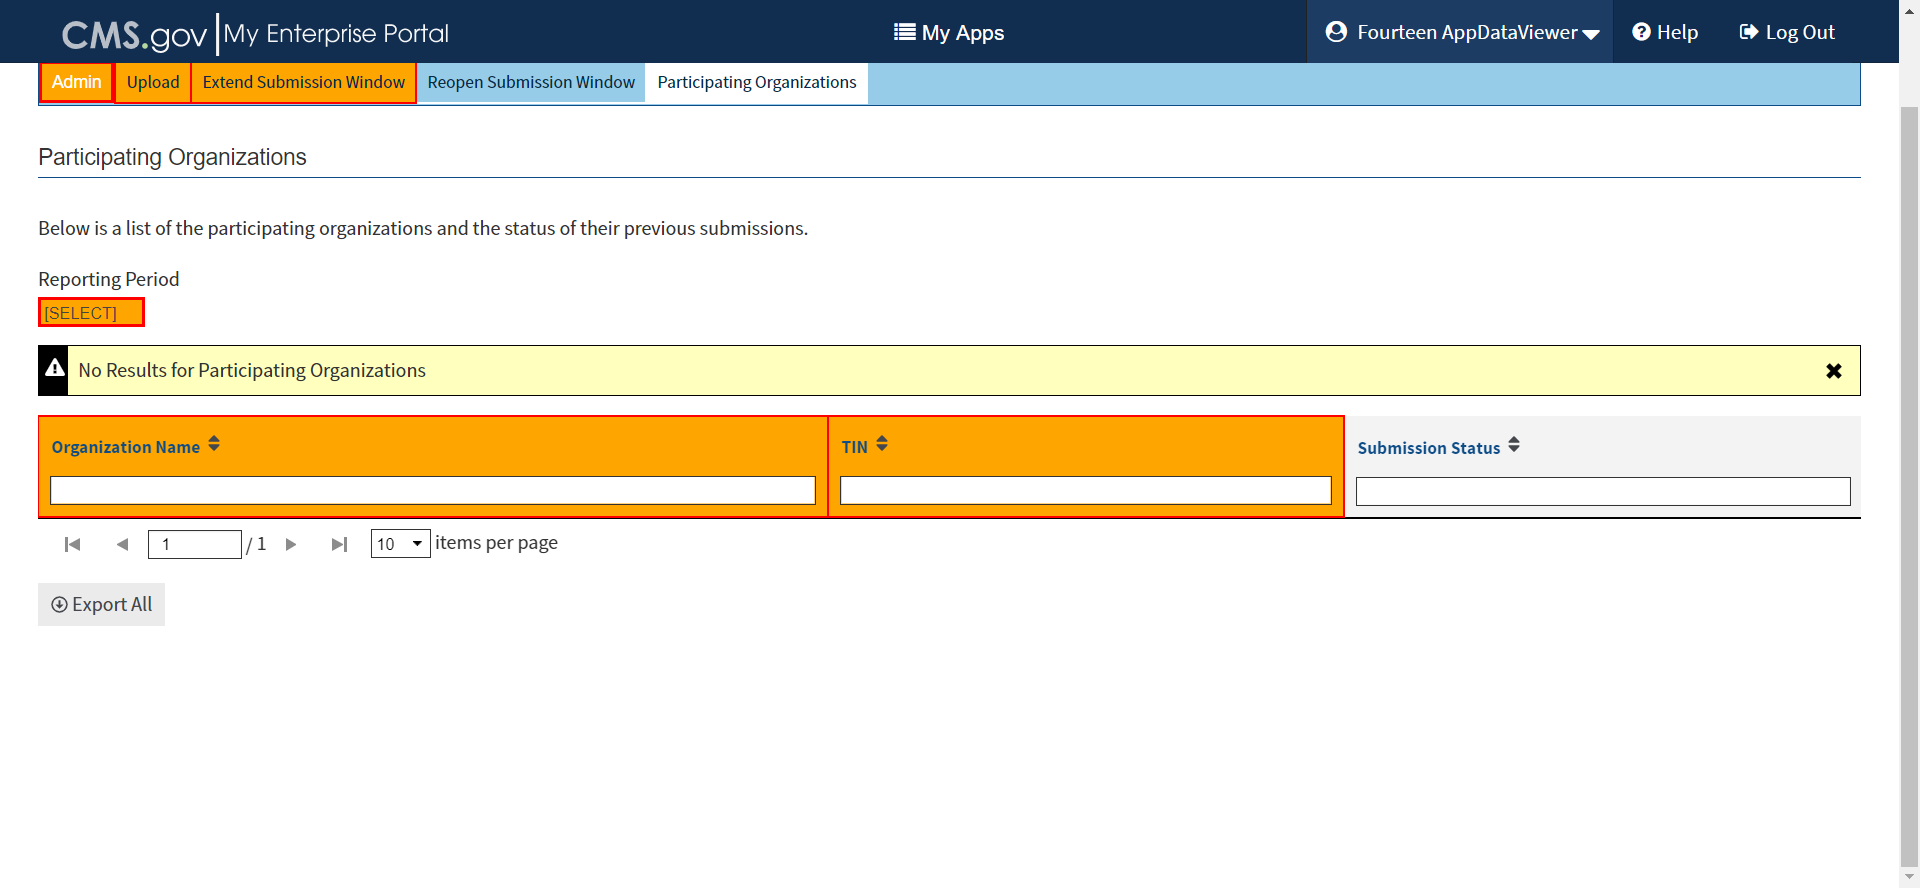 CMS.gov My Enterprise Portal My Apps Fourteen AppDataViewer Help Log Out
Admin Upload Extend Submission Window Reopen Submission Window Participating Organizations
Participating Organizations
Below is a list of the participating organizations and the status of their previous submissions.
Reporting Period
[SELECT]
No Results for Participating Organizations
Organization Name TIN Submission Status
1 / 1 10 items per page
Export All